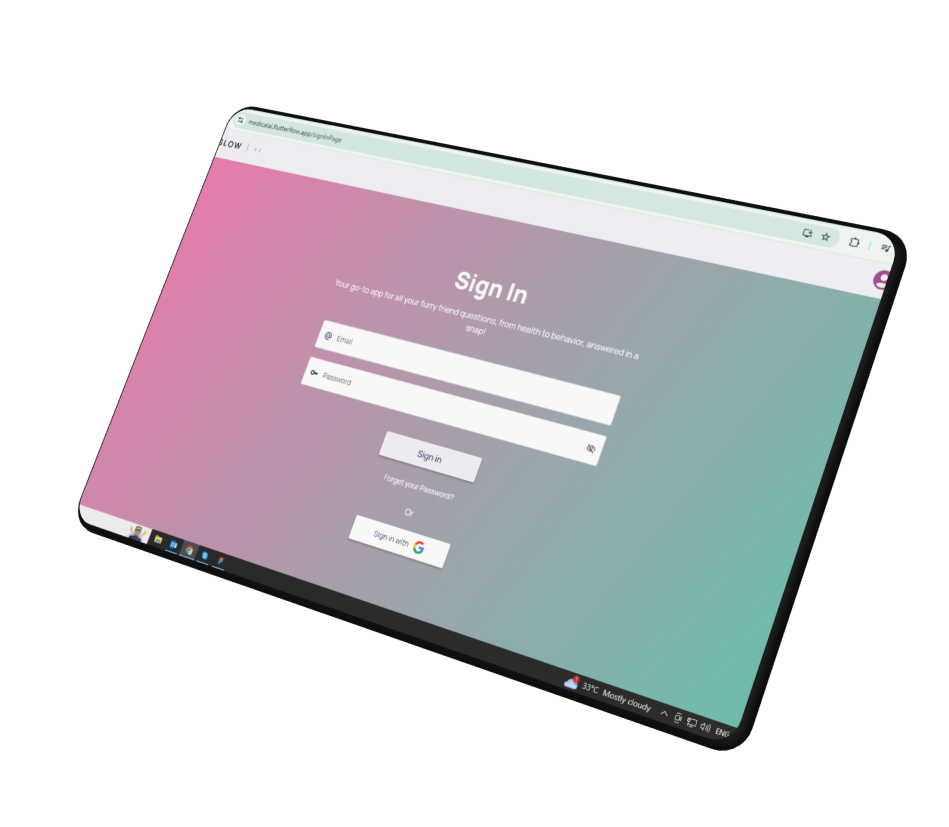 medicalai.flutterflow.app/signInPage
SLOW
Sign In
Your go-to app for all your furry friend questions, from health to behavior, answered in a
snap!
@ Email
Password
Sign in
Forget your Password?
Or
Sign in with G
33°C Mostly cloudy
ENG